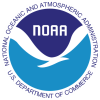 NATIONAL OCEANIC AND ATMOSPHERIC ADMINISTRATION
NOAA
U.S. DEPARTMENT OF COMMERCE